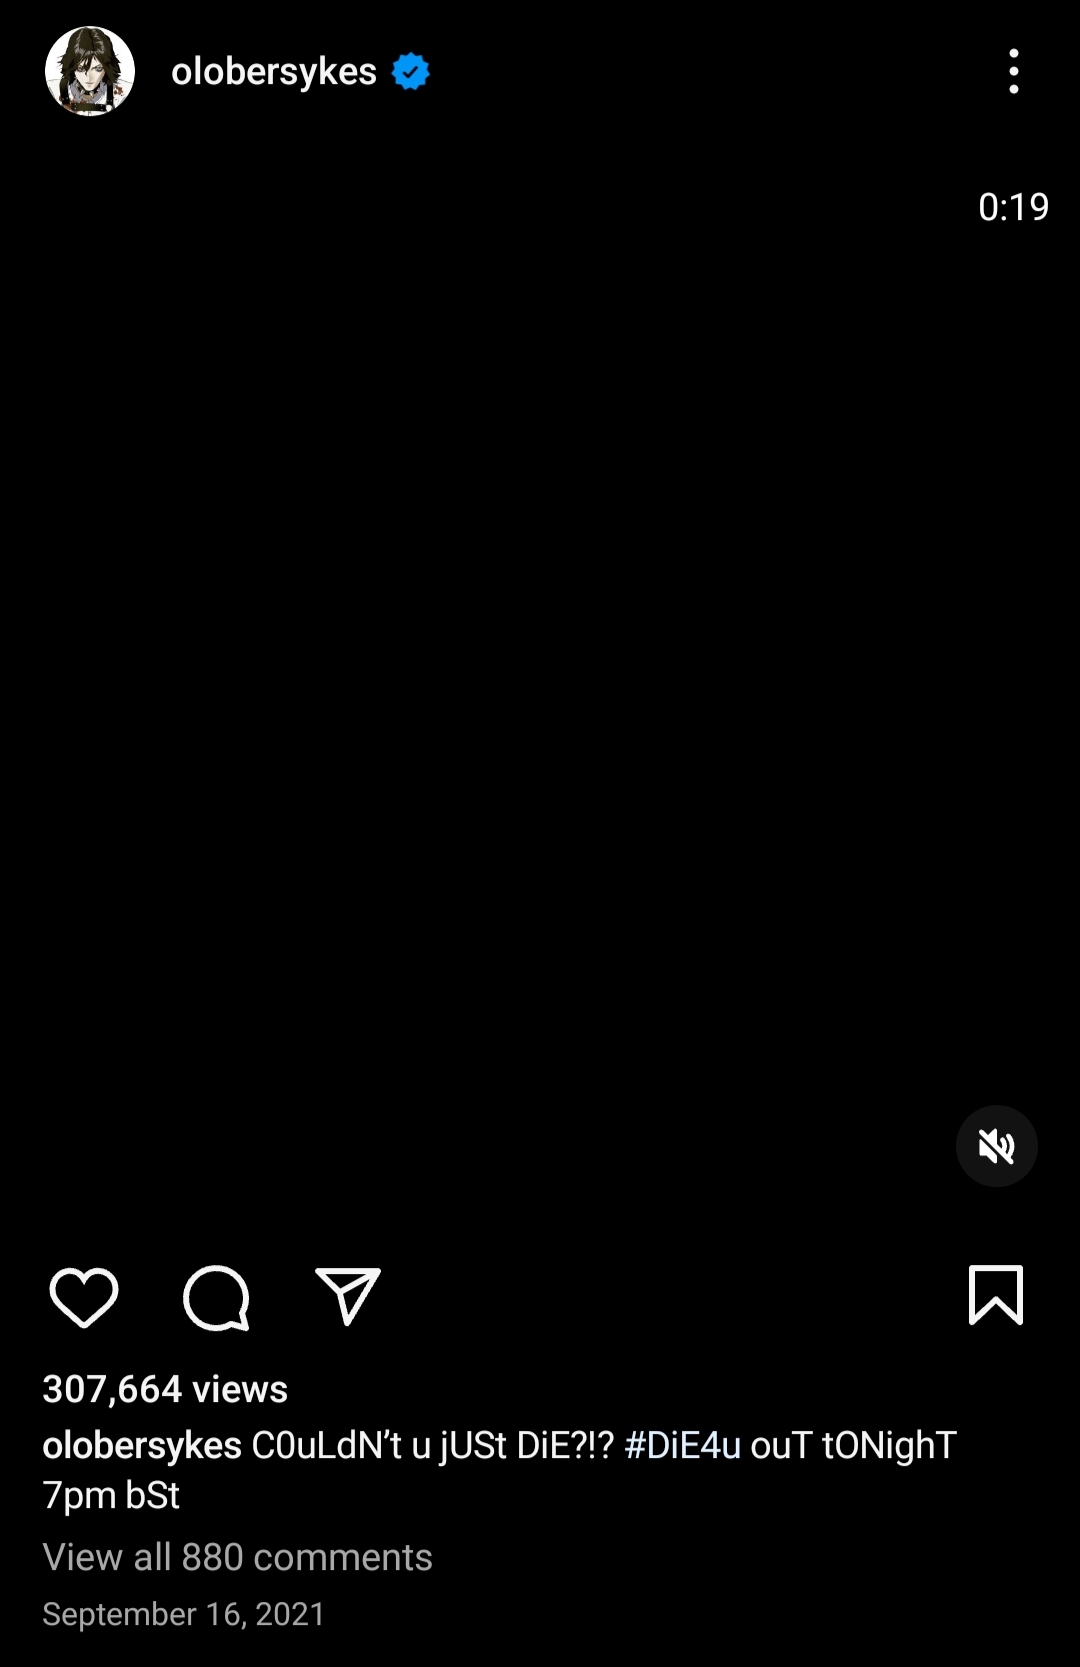 olobersykes
0:19
307,664 views
olobersykes C0uLdN’t u jUSt DiE?!? #DiE4u ouT tONighT
7pm bSt
View all 880 comments
September 16, 2021